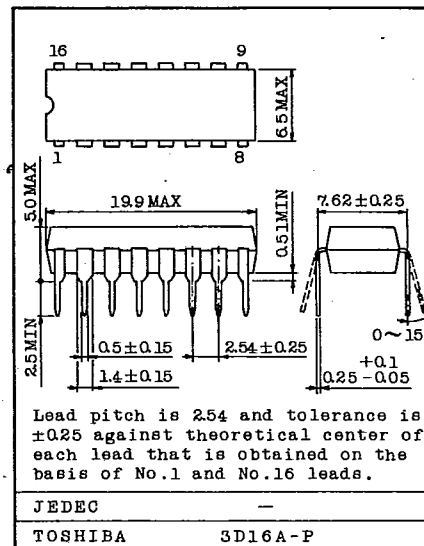 16 9
6.5MAX
1 8
5.0MAX
19.9MAX
0.51MIN
7.62±0.25
2.5MIN
0.5±0.15
2.54±0.25
1.4±0.15
0~15
+0.1
0.25-0.05
Lead pitch is 2.54 and tolerance is
±0.25 against theoretical center of
each lead that is obtained on the
basis of No.1 and No.16 leads.
JEDEC —
TOSHIBA 3D16A-P